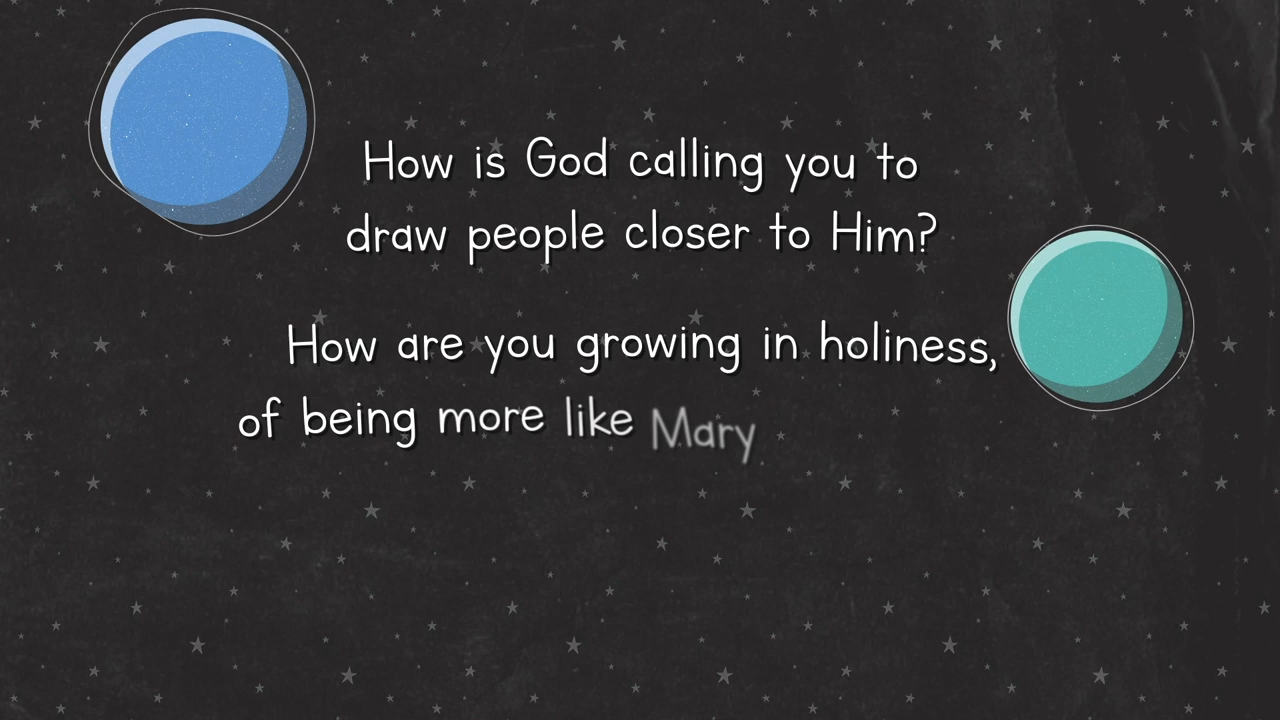 How is God calling you to
draw people closer to Him?
How are you growing in holiness,
of being more like Mary